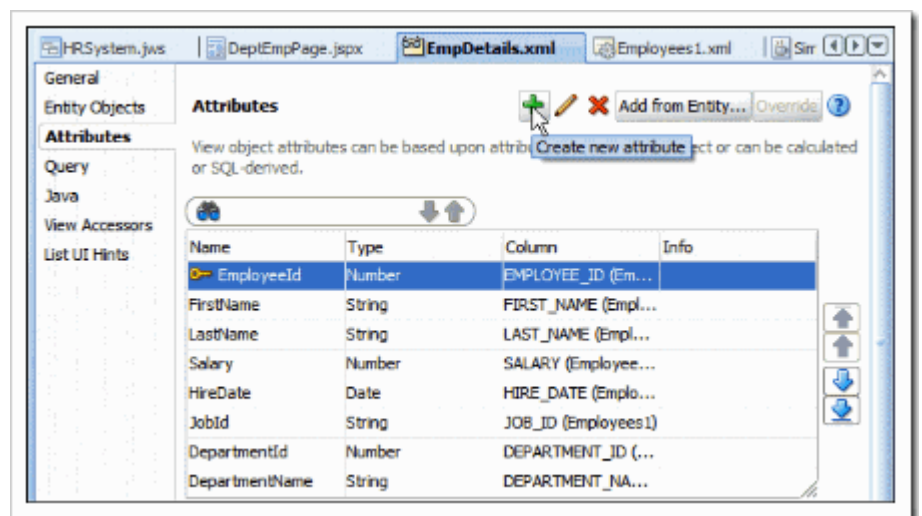 HRSystem.jws DeptEmpPage.jspx EmpDetails.xml Employees1.xml Sim
General
Entity Objects
Attributes
Query
Java
View Accessors
List UI Hints
Attributes Add from Entity... Override
View object attributes can be based upon ect or can be calculated
Create new attribute
or SQL-derived.
Name Type Column Info
EmployeeId Number EMPLOYEE_ID (Em...
FirstName String FIRST_NAME (Empl...
LastName String LAST_NAME (Empl...
Salary Number SALARY (Employee...
HireDate Date HIRE_DATE (Emplo...
JobId String JOB_ID (Employees1)
DepartmentId Number DEPARTMENT_ID (...
DepartmentName String DEPARTMENT_NA...